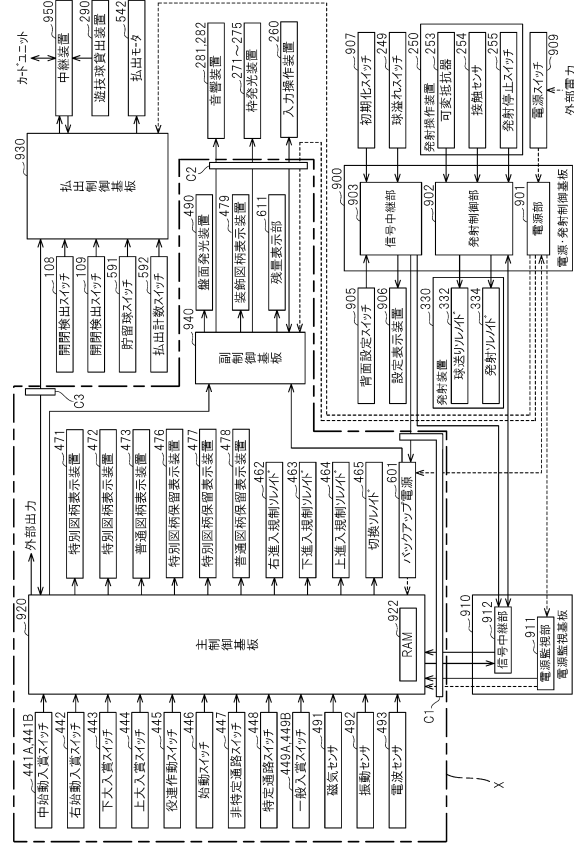 920
主制御基板
外部出力
922
RAM
441A,441B
中始動入賞スイッチ
442
右始動入賞スイッチ
443
下大入賞スイッチ
444
上大入賞スイッチ
445
役連作動スイッチ
446
始動スイッチ
447
非特定通路スイッチ
448
特定通路スイッチ
449A,449B
一般入賞スイッチ
491
磁気センサ
492
振動センサ
493
電波センサ
C1
X
471
特別図柄表示装置
472
特別図柄表示装置
473
普通図柄表示装置
476
特別図柄保留表示装置
477
特別図柄保留表示装置
478
普通図柄保留表示装置
462
右進入規制ソレノイド
463
下進入規制ソレノイド
464
上進入規制ソレノイド
465
切換ソレノイド
601
バックアップ電源
910
912
信号中継部
911
電源監視部
電源監視基板
C3
940
副制御基板
490
盤面発光装置
479
装飾図柄表示装置
611
残量表示部
C2
281,282
音響装置
271〜275
枠発光装置
260
入力操作装置
930
払出制御基板
108
開閉検出スイッチ
109
開閉検出スイッチ
591
貯留球スイッチ
592
払出計数スイッチ
カードユニット
950
中継装置
290
遊技球貸出装置
542
払出モータ
900
903
信号中継部
902
発射制御部
901
電源部
電源・発射制御基板
905
背面設定スイッチ
906
設定表示装置
330
発射装置
332
球送りソレノイド
334
発射ソレノイド
907
初期化スイッチ
249
球溢れスイッチ
250
発射操作装置
253
可変抵抗器
254
接触センサ
255
発射停止スイッチ
909
電源スイッチ
外部電力